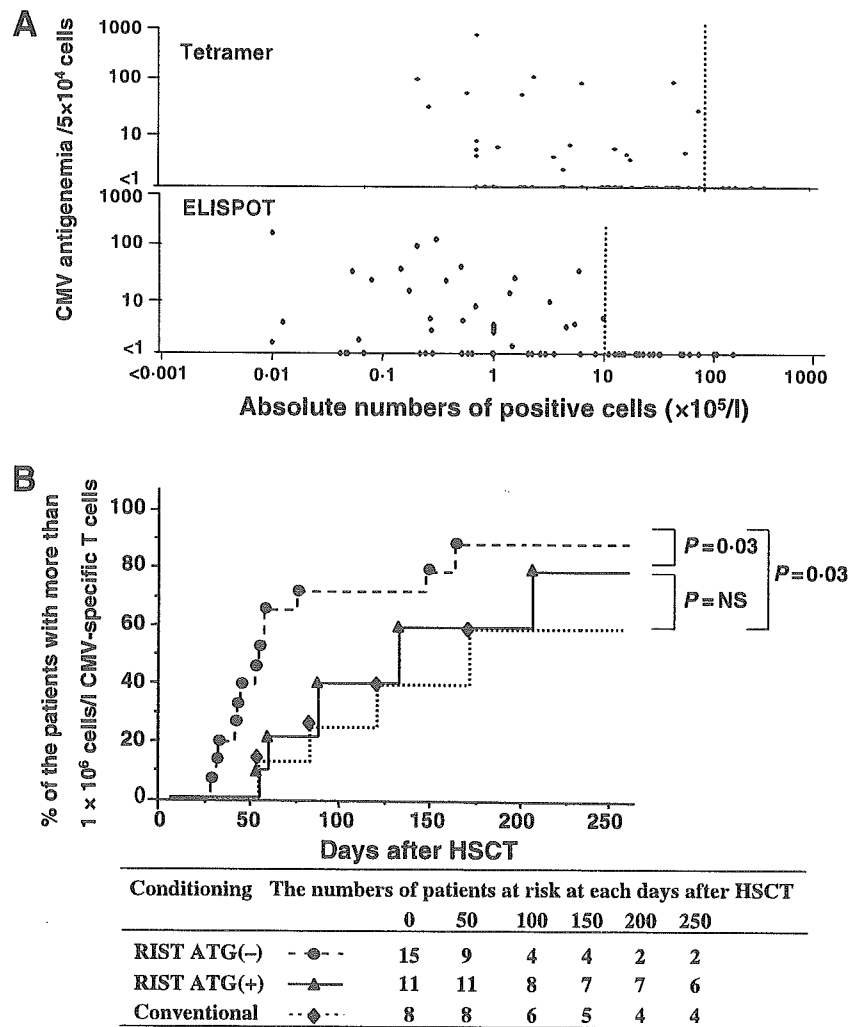 A
CMV antigenemia /5×10⁴ cells
Tetramer
1000
100
10
<1
ELISPOT
1000
100
10
<1
<0·001 0·01 0·1 1 10 100 1000
Absolute numbers of positive cells (×10⁵/l)
B
% of the patients with more than
1 × 10⁶ cells/l CMV-specific T cells
100
80
60
40
20
0
P=0·03
P=NS
P=0·03
0 50 100 150 200 250
Days after HSCT
Conditioning The numbers of patients at risk at each days after HSCT
0 50 100 150 200 250
RIST ATG(–) 15 9 4 4 2 2
RIST ATG(+) 11 11 8 7 7 6
Conventional 8 8 6 5 4 4